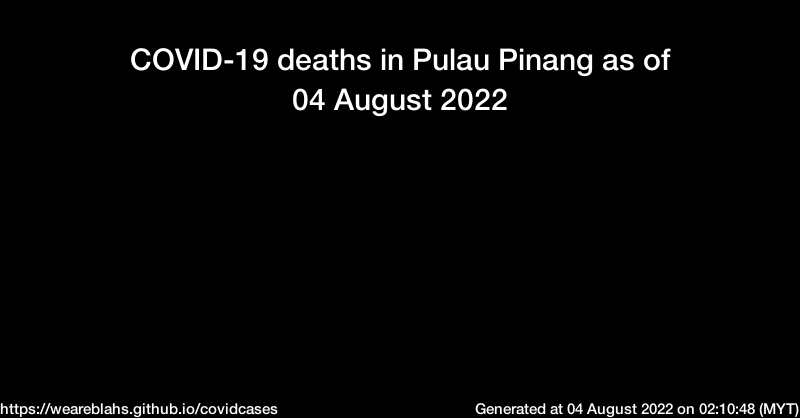 COVID-19 deaths in Pulau Pinang as of
04 August 2022
https://weareblahs.github.io/covidcases
Generated at 04 August 2022 on 02:10:48 (MYT)